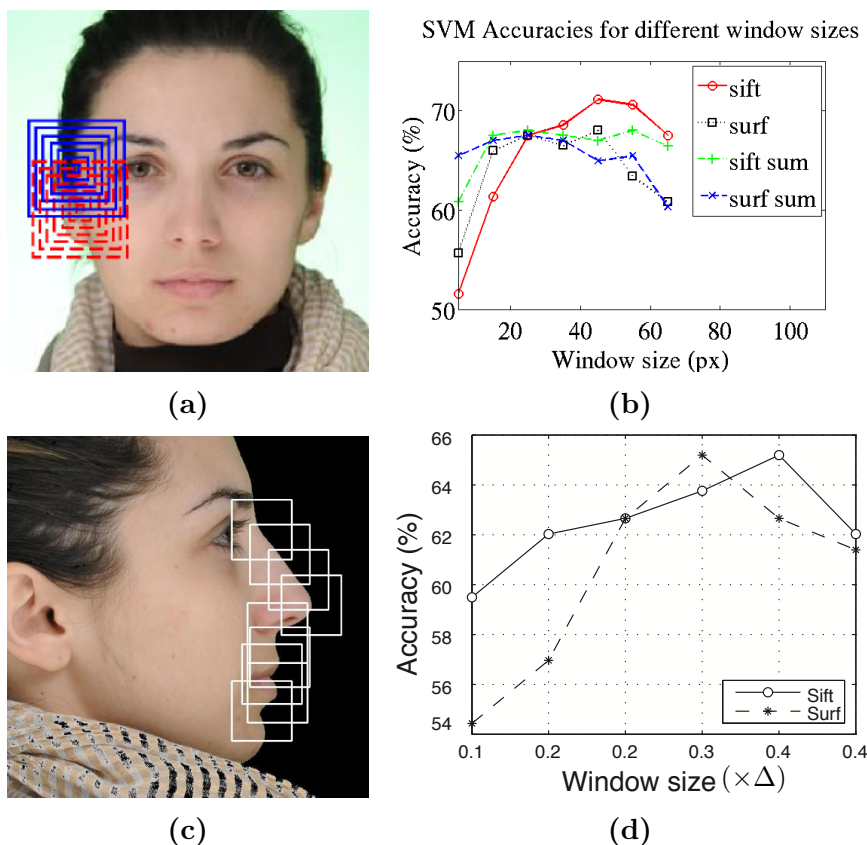 SVM Accuracies for different window sizes
Accuracy (%)
70
60
50
20
40
60
80
100
Window size (px)
sift
surf
sift sum
surf sum
(a)
(b)
Accuracy (%)
66
64
62
60
58
56
54
0.1
0.2
0.2
0.3
0.4
0.4
Window size (×Δ)
Sift
Surf
(c)
(d)